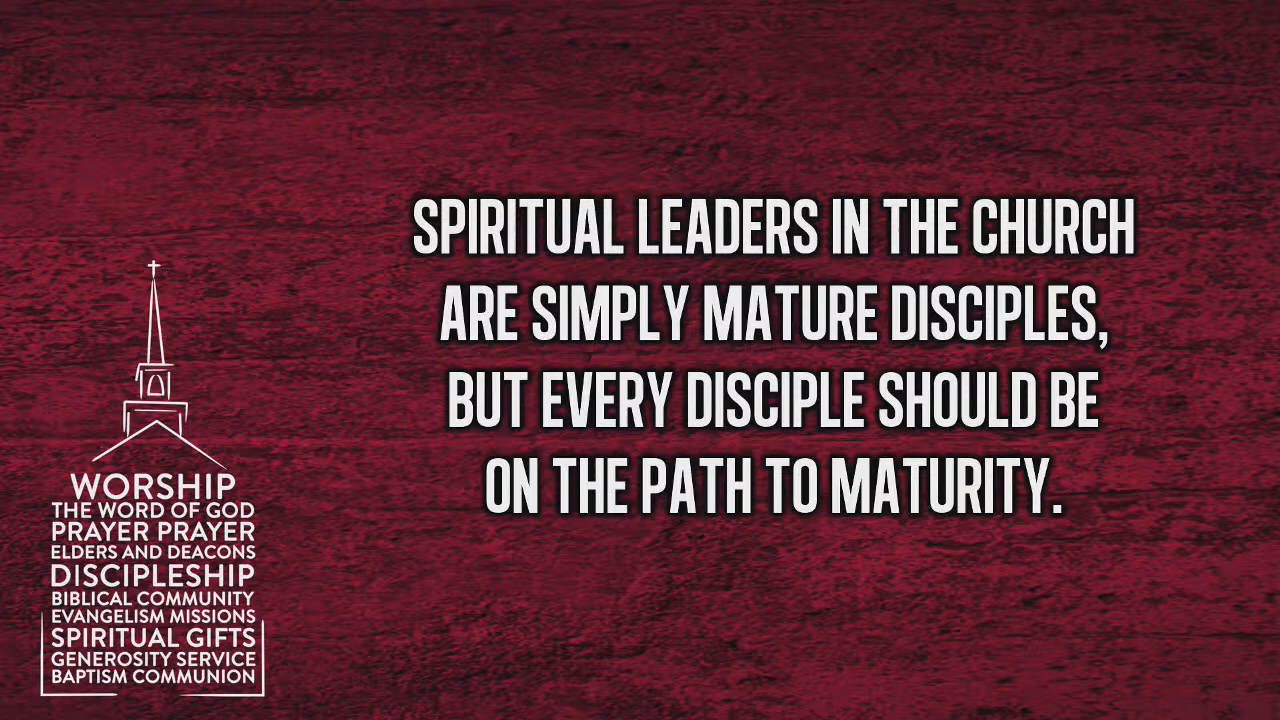 SPIRITUAL LEADERS IN THE CHURCH
ARE SIMPLY MATURE DISCIPLES,
BUT EVERY DISCIPLE SHOULD BE
ON THE PATH TO MATURITY.
WORSHIP
THE WORD OF GOD
PRAYER PRAYER
ELDERS AND DEACONS
DISCIPLESHIP
BIBLICAL COMMUNITY
EVANGELISM MISSIONS
SPIRITUAL GIFTS
GENEROSITY SERVICE
BAPTISM COMMUNION